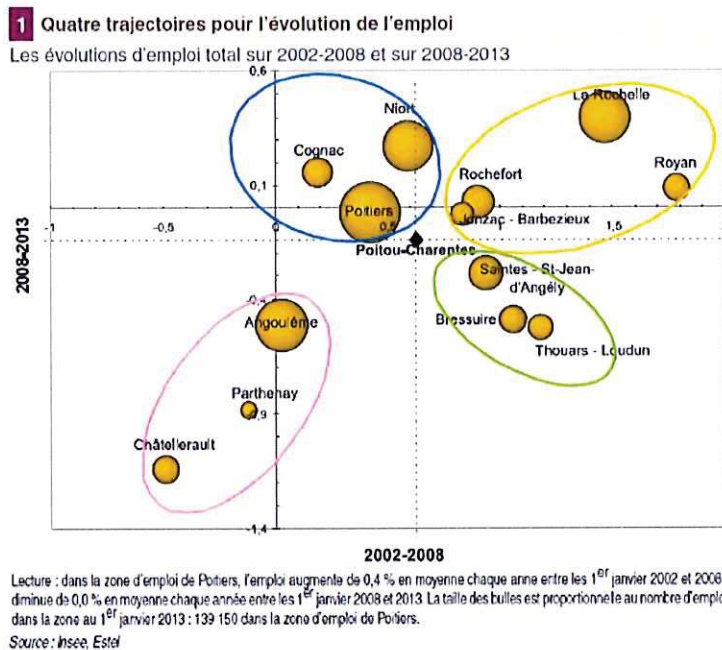 1 Quatre trajectoires pour l'évolution de l'emploi
Les évolutions d'emploi total sur 2002-2008 et sur 2008-2013
0,6
La Rochelle
Niort
Cognac
Royan
Rochefort
0,1
Poitiers
Jonzac - Barbezieux
-1
-0,5
0
0,5
1
1,5
Poitou-Charentes
2008-2013
Saintes - St-Jean-
d'Angély
-0,4
Angoulême
Bressuire
Thouars - Loudun
Parthenay
-0,9
Châtellerault
-1,4
2002-2008
Lecture : dans la zone d'emploi de Poitiers, l'emploi augmente de 0,4 % en moyenne chaque anne entre les 1er janvier 2002 et 2008
diminue de 0,0 % en moyenne chaque année entre les 1er janvier 2008 et 2013. La taille des bulles est proportionnelle au nombre d'emplo
dans la zone au 1er janvier 2013 : 139 150 dans la zone d'emploi de Poitiers.
Source : Insee, Estel